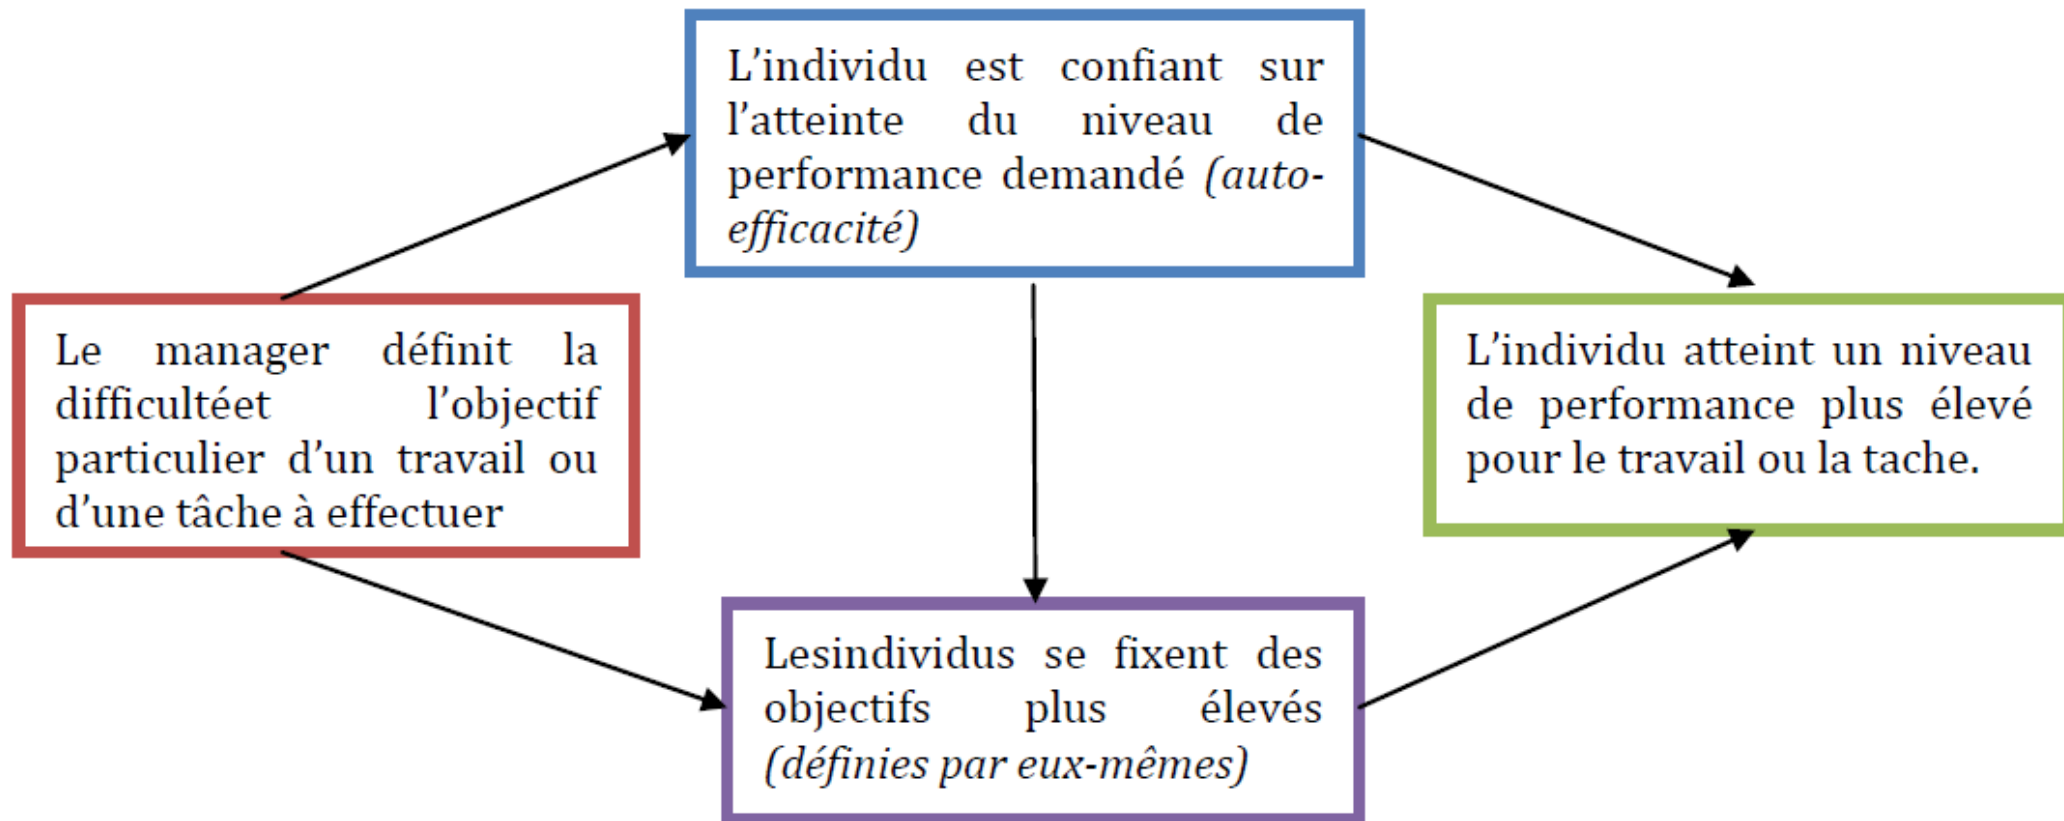 L'individu est confiant sur
l'atteinte du niveau de
performance demandé (auto-
efficacité)
Le manager définit la
difficultéet l'objectif
particulier d'un travail ou
d'une tâche à effectuer
L'individu atteint un niveau
de performance plus élevé
pour le travail ou la tache.
Lesindividus se fixent des
objectifs plus élevés
(définies par eux-mêmes)